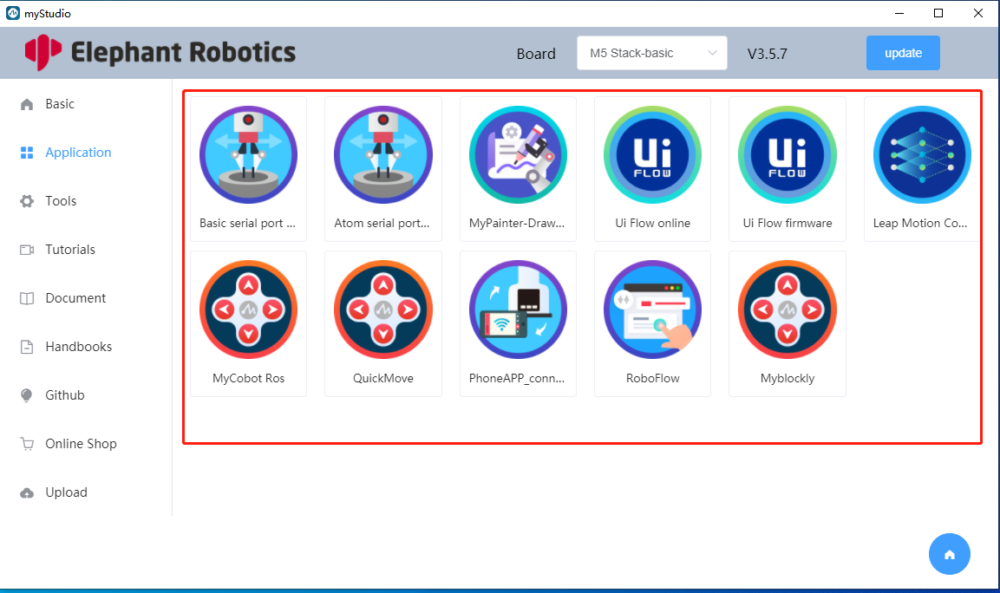 myStudio
Elephant Robotics
Board
M5 Stack-basic
V3.5.7
update
Basic
Application
Tools
Tutorials
Document
Handbooks
Github
Online Shop
Upload
Ui
FLOW
Ui
FLOW
Basic serial port ...
Atom serial port...
MyPainter-Draw...
Ui Flow online
Ui Flow firmware
Leap Motion Co...
MyCobot Ros
QuickMove
PhoneAPP_conn...
RoboFlow
Myblockly